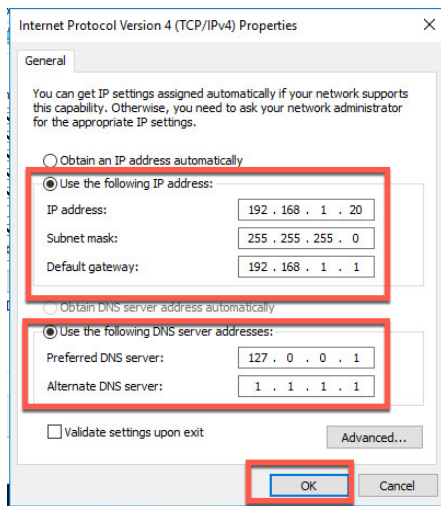 Internet Protocol Version 4 (TCP/IPv4) Properties
General
You can get IP settings assigned automatically if your network supports
this capability. Otherwise, you need to ask your network administrator
for the appropriate IP settings.
Obtain an IP address automatically
Use the following IP address:
IP address: 192 . 168 . 1 . 20
Subnet mask: 255 . 255 . 255 . 0
Default gateway: 192 . 168 . 1 . 1
Obtain DNS server address automatically
Use the following DNS server addresses:
Preferred DNS server: 127 . 0 . 0 . 1
Alternate DNS server: 1 . 1 . 1 . 1
Validate settings upon exit
Advanced...
OK Cancel